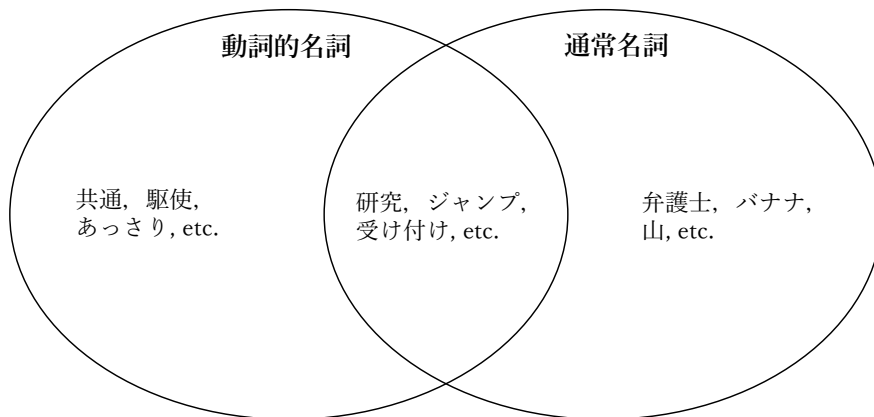 動詞的名詞
通常名詞
共通，駆使，
あっさり, etc.
研究，ジャンプ，
受け付け, etc.
弁護士，バナナ，
山, etc.